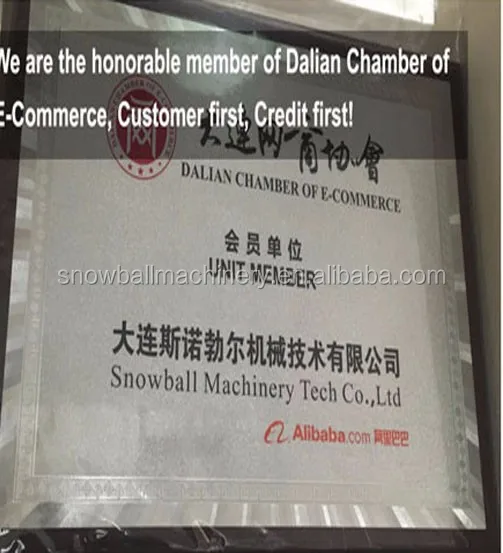 We are the honorable member of Dalian Chamber of
E-Commerce, Customer first, Credit first!
大连网商协會
DALIAN CHAMBER OF E-COMMERCE
会员单位
UNIT MEMBER
snowballmachinery.en.alibaba.com
大连斯诺勃尔机械技术有限公司
Snowball Machinery Tech Co.,Ltd
Alibaba.com 阿里巴巴